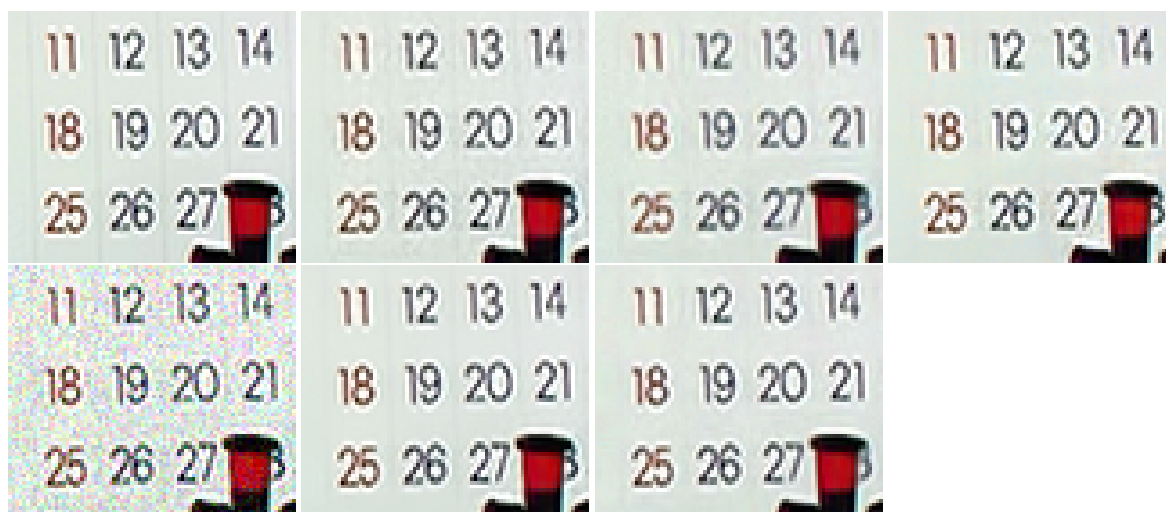 11 12 13 14 11 12 13 14 11 12 13 14 11 12 13 14
18 19 20 21 18 19 20 21 18 19 20 21 18 19 20 21
25 26 27 25 26 27 25 26 27 25 26 27
11 12 13 14 11 12 13 14 11 12 13 14
18 19 20 21 18 19 20 21 18 19 20 21
25 26 27 25 26 27 25 26 27